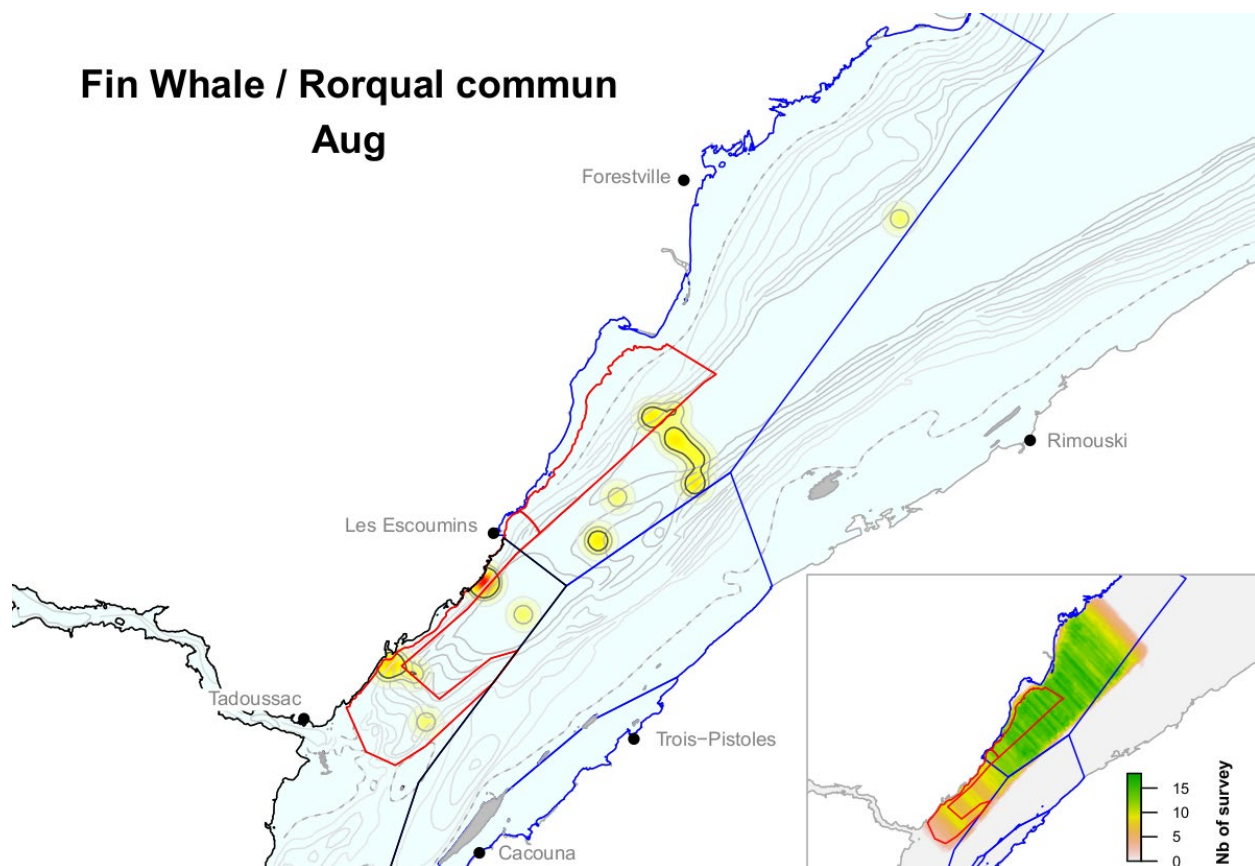 Fin Whale / Rorqual commun
Aug
Forestville
Rimouski
Les Escoumins
Tadoussac
Trois−Pistoles
Cacouna
15
10
5
0
Nb of survey